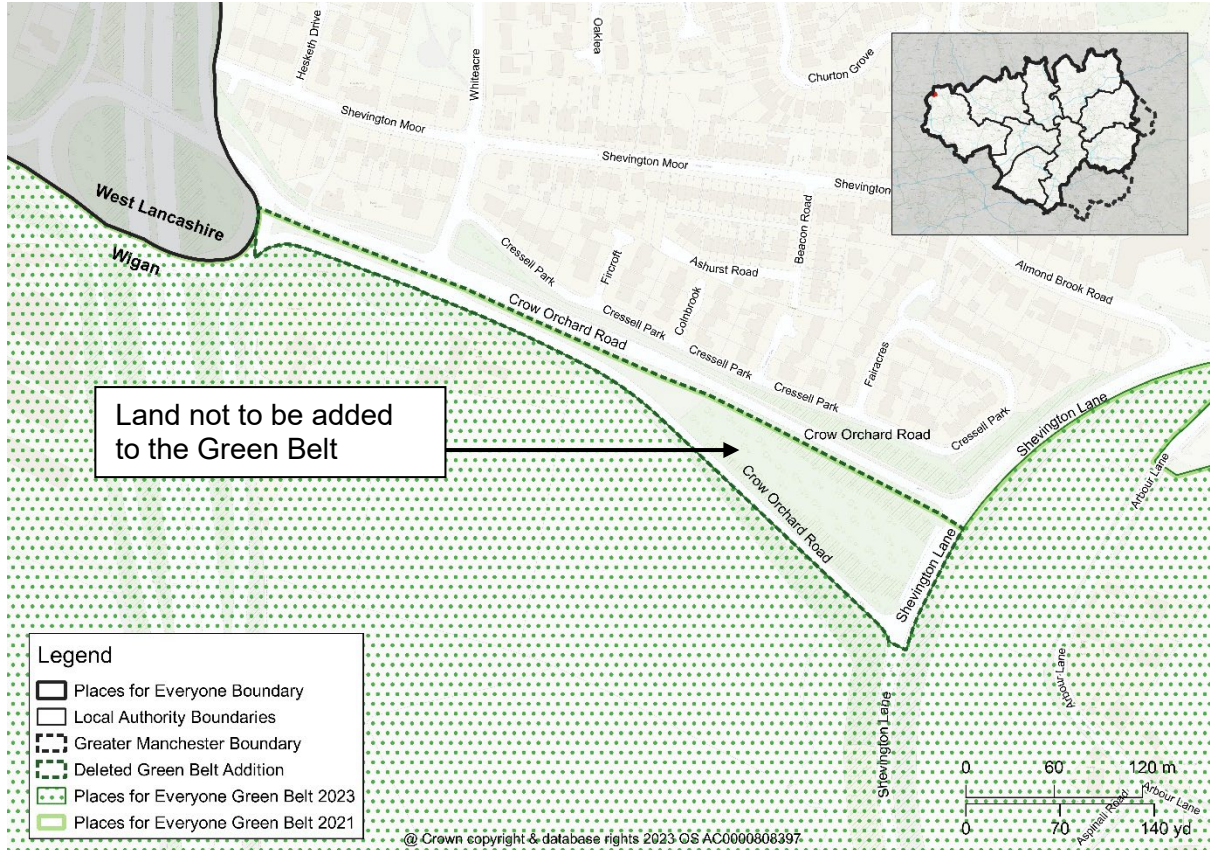 Hesketh Drive
Whiteacre
Oaklea
Churton Grove
Shevington Moor
Shevington Moor
Shevington
Beacon Road
West Lancashire
Wigan
Cressell Park
Fircroft
Ashurst Road
Almond Brook Road
Colnbrook
Cressell Park
Crow Orchard Road
Cressell Park
Fairacres
Cressell Park
Cressell Park
Land not to be added
to the Green Belt
Crow Orchard Road
Shevington Lane
Arbour Lane
Crow Orchard Road
Shevington Lane
Arbour Lane
Shevington Lane
Legend
Places for Everyone Boundary
Local Authority Boundaries
Greater Manchester Boundary
Deleted Green Belt Addition
Places for Everyone Green Belt 2023
Places for Everyone Green Belt 2021
0 60 120 m
Arbour Lane
Aspinall Road
0 70 140 yd
@ Crown copyright & database rights 2023 OS AC0000808397